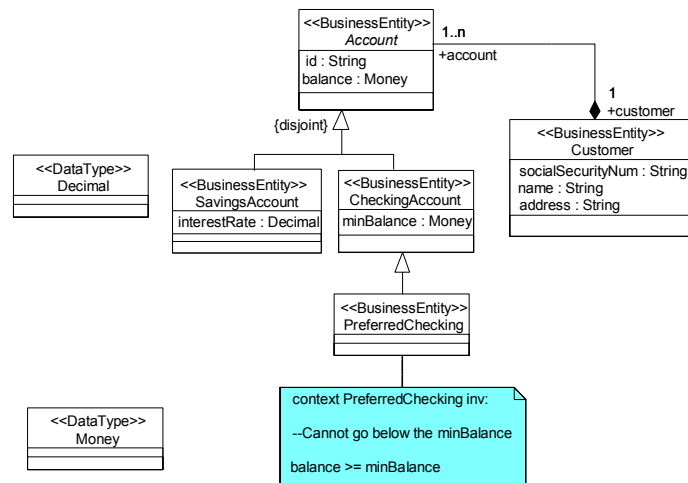 <<BusinessEntity>>
Account
id : String
balance : Money
1..n
+account
1
+customer
{disjoint}
<<BusinessEntity>>
Customer
socialSecurityNum : String
name : String
address : String
<<DataType>>
Decimal
<<BusinessEntity>>
SavingsAccount
interestRate : Decimal
<<BusinessEntity>>
CheckingAccount
minBalance : Money
<<BusinessEntity>>
PreferredChecking
context PreferredChecking inv:
--Cannot go below the minBalance
balance >= minBalance
<<DataType>>
Money